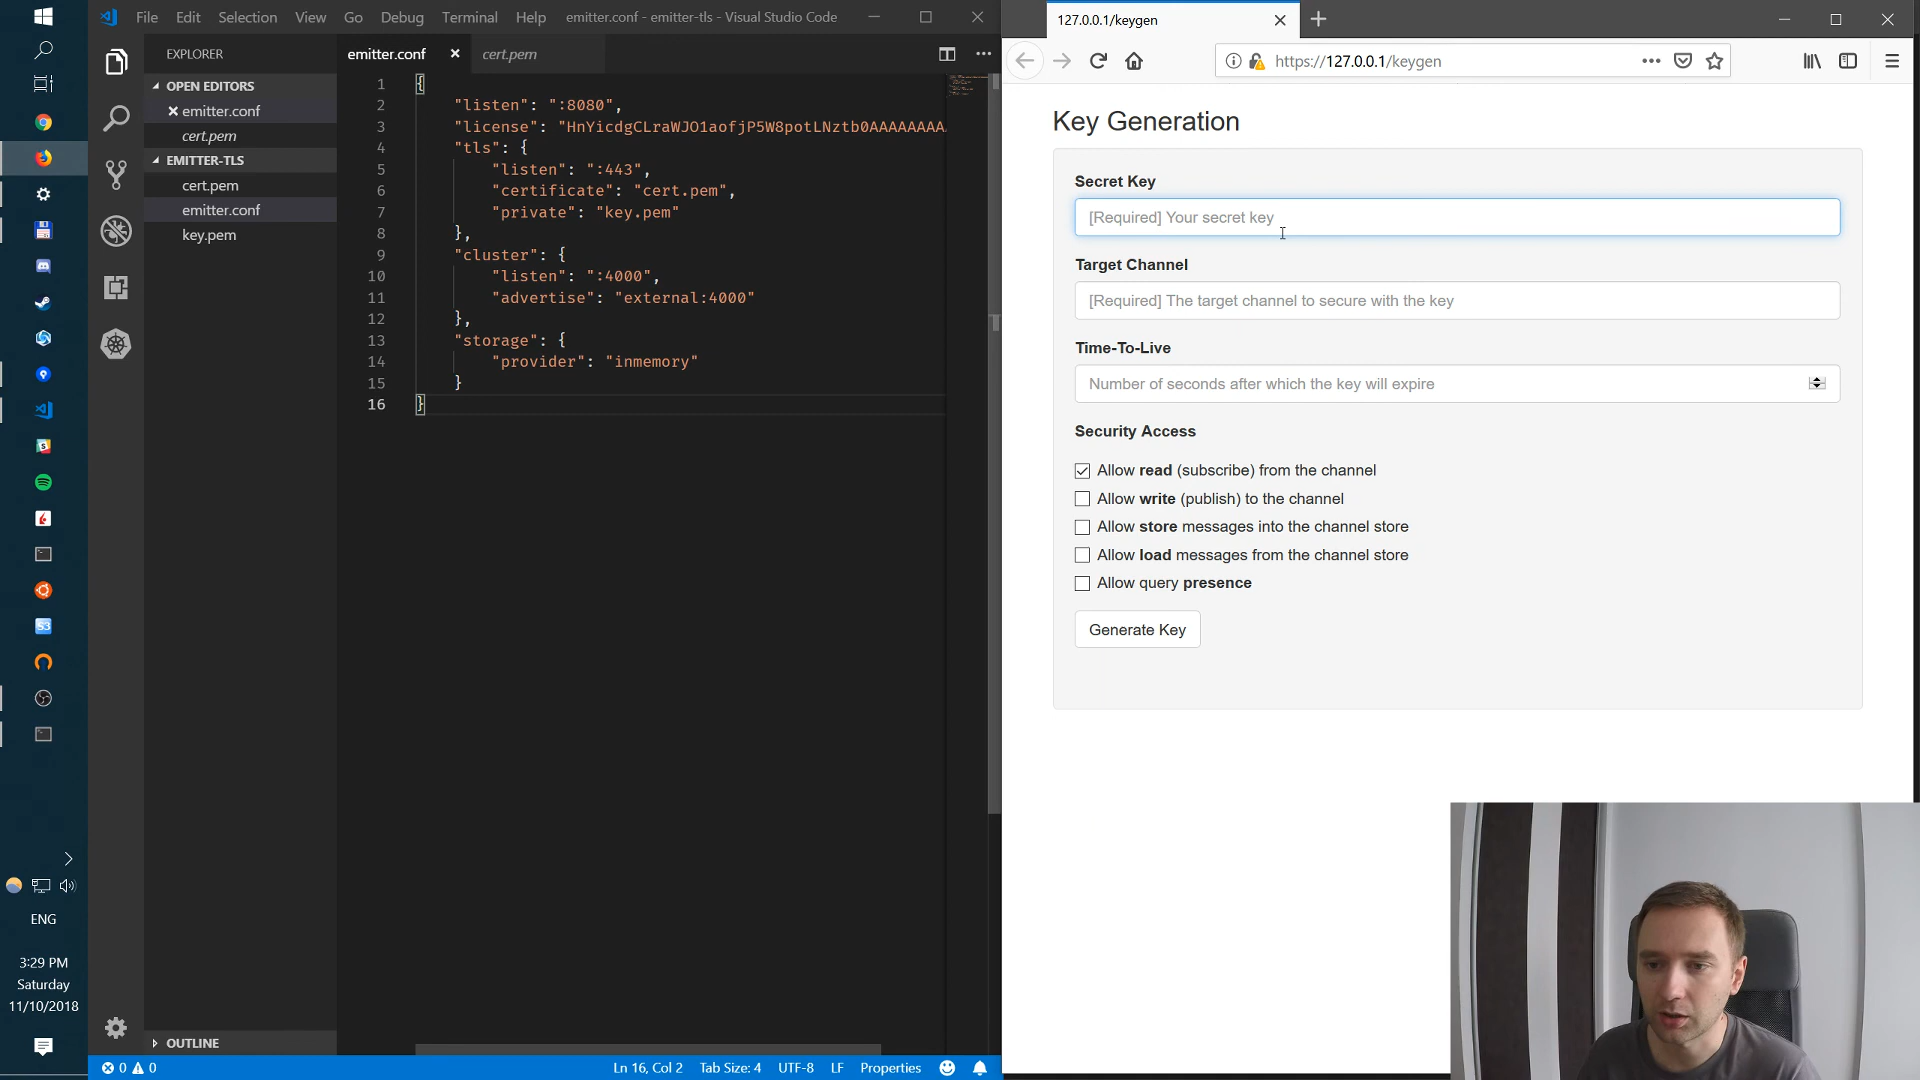 File Edit Selection View Go Debug Terminal Help emitter.conf - emitter-tls - Visual Studio Code
EXPLORER
OPEN EDITORS
emitter.conf
cert.pem
EMITTER-TLS
cert.pem
emitter.conf
key.pem
OUTLINE
emitter.conf cert.pem
1 {
2 "listen": ":8080",
3 "license": "HnYicdgCLraWJO1aofjP5W8potLNztb0AAAAAAAA
4 "tls": {
5 "listen": ":443",
6 "certificate": "cert.pem",
7 "private": "key.pem"
8 },
9 "cluster": {
10 "listen": ":4000",
11 "advertise": "external:4000"
12 },
13 "storage": {
14 "provider": "inmemory"
15 }
16 }
0 0 Ln 16, Col 2 Tab Size: 4 UTF-8 LF Properties
ENG
3:29 PM
Saturday
11/10/2018
127.0.0.1/keygen
https://127.0.0.1/keygen
Key Generation
Secret Key
[Required] Your secret key
Target Channel
[Required] The target channel to secure with the key
Time-To-Live
Number of seconds after which the key will expire
Security Access
Allow read (subscribe) from the channel
Allow write (publish) to the channel
Allow store messages into the channel store
Allow load messages from the channel store
Allow query presence
Generate Key